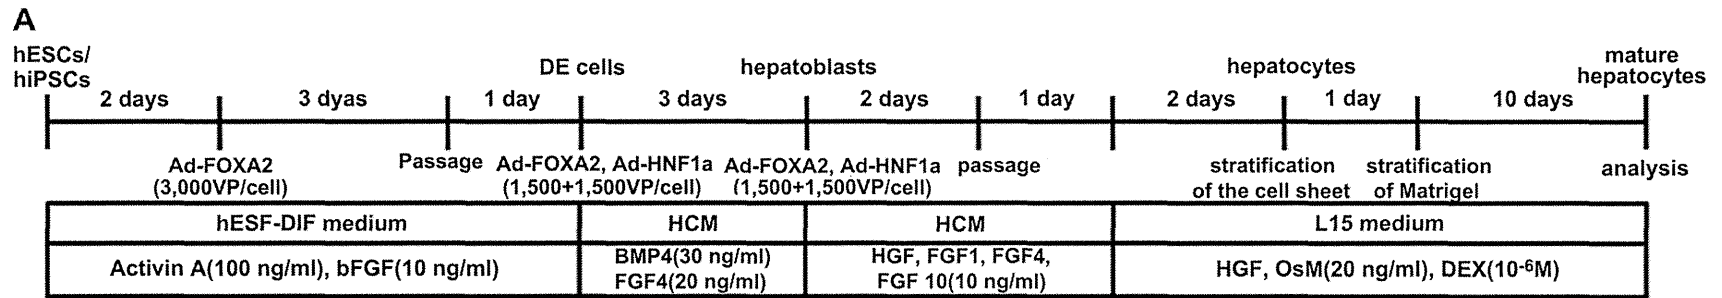 A
hESCs/
hiPSCs
DE cells
hepatoblasts
hepatocytes
mature
hepatocytes
2 days
3 dyas
1 day
3 days
2 days
1 day
2 days
1 day
10 days
Ad-FOXA2
(3,000VP/cell)
Passage
Ad-FOXA2, Ad-HNF1a
(1,500+1,500VP/cell)
Ad-FOXA2, Ad-HNF1a
(1,500+1,500VP/cell)
passage
stratification
of the cell sheet
stratification
of Matrigel
analysis
hESF-DIF medium
HCM
HCM
L15 medium
Activin A(100 ng/ml), bFGF(10 ng/ml)
BMP4(30 ng/ml)
FGF4(20 ng/ml)
HGF, FGF1, FGF4,
FGF 10(10 ng/ml)
HGF, OsM(20 ng/ml), DEX(10⁻⁶M)